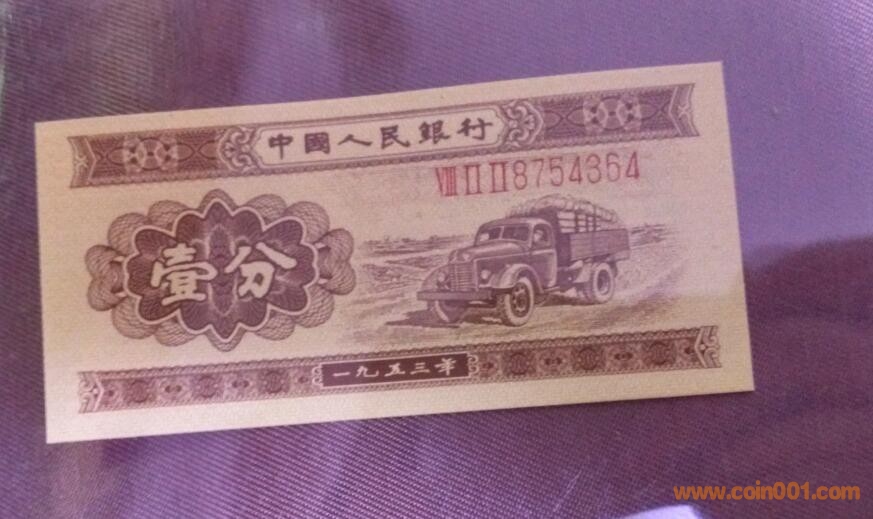 中國人民銀行
VIII II II 8754364
壹分
一九五三年
www.coin001.com